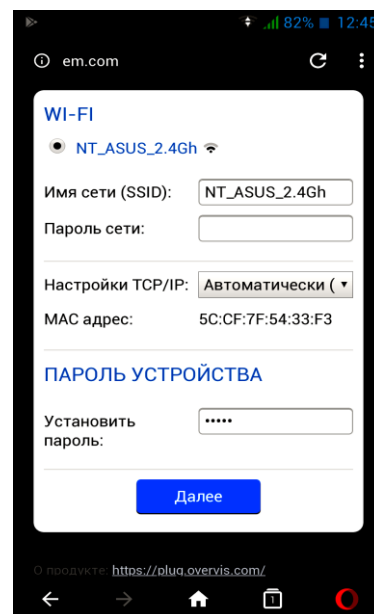 82% 12:45
em.com
WI-FI
NT_ASUS_2.4Gh
Имя сети (SSID): NT_ASUS_2.4Gh
Пароль сети:
Настройки TCP/IP: Автоматически (
MAC адрес: 5C:CF:7F:54:33:F3
ПАРОЛЬ УСТРОЙСТВА
Установить
пароль: •••••
Далее
О продукте: https://plug.overvis.com/
1